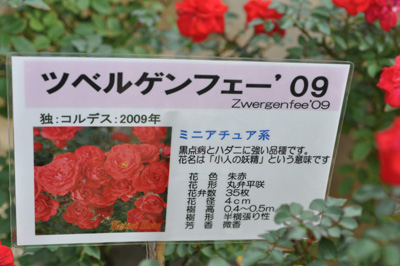 ツベルゲンフェー’09
Zwergenfee'09
独：コルデス：2009年
ミニアチュア系
黒点病とハダニに強い品種です。
花名は「小人の妖精」という意味です
花　色　朱赤
花　形　丸弁平咲
花弁数　35枚
花　径　4cm
樹　高　0.4～0.5m
樹　形　半横張り性
芳　香　微香